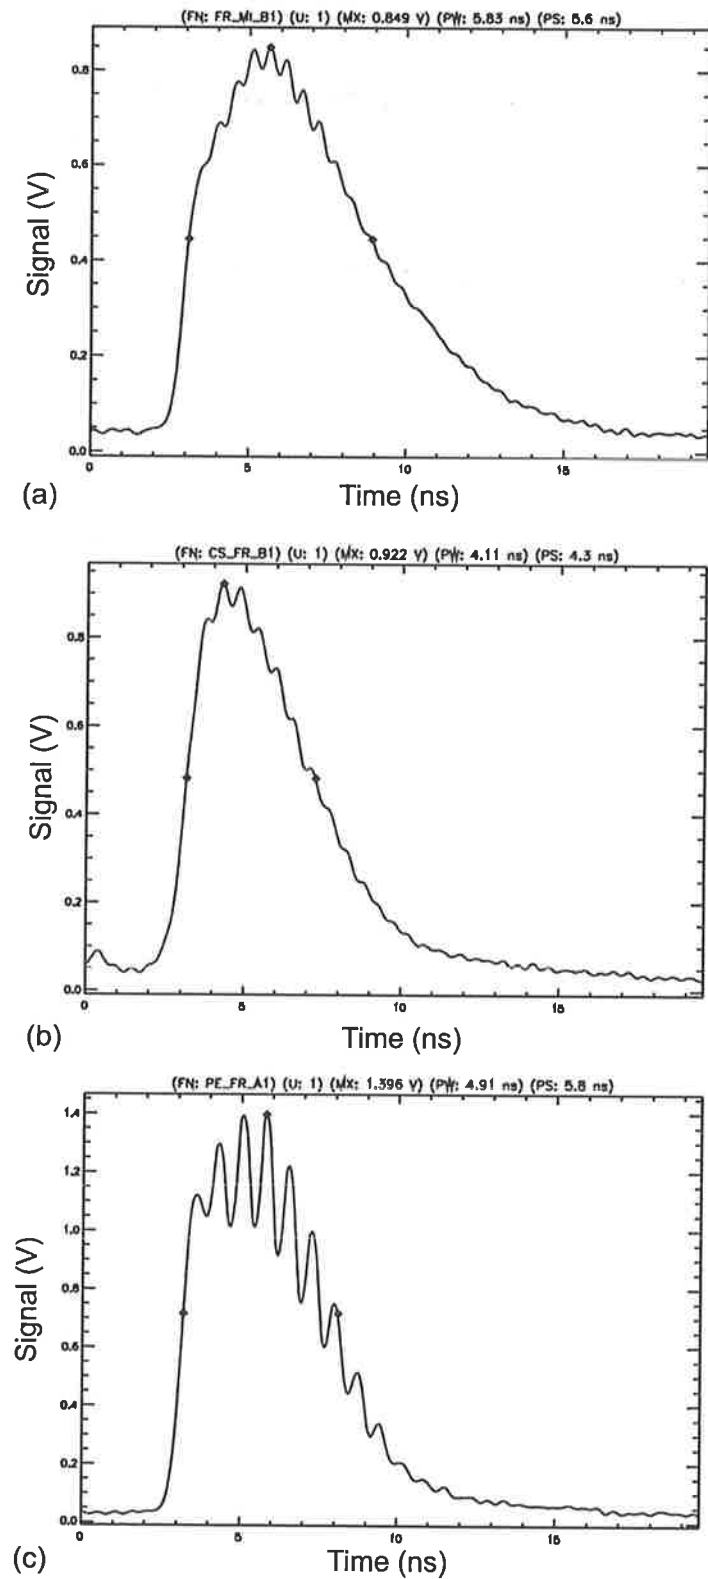 (FN: FR_MI_B1) (U: 1) (MX: 0.849 V) (PW: 5.83 ns) (PS: 5.6 ns)
0.8
0.6
0.4
0.2
0.0
Signal (V)
0 5 10 15
(a)
Time (ns)
(FN: CS_FR_B1) (U: 1) (MX: 0.922 V) (PW: 4.11 ns) (PS: 4.3 ns)
0.8
0.6
0.4
0.2
0.0
Signal (V)
0 5 10 15
(b)
Time (ns)
(FN: PE_FR_A1) (U: 1) (MX: 1.396 V) (PW: 4.91 ns) (PS: 5.8 ns)
1.4
1.2
1.0
0.8
0.6
0.4
0.2
0.0
Signal (V)
0 5 10 15
(c)
Time (ns)